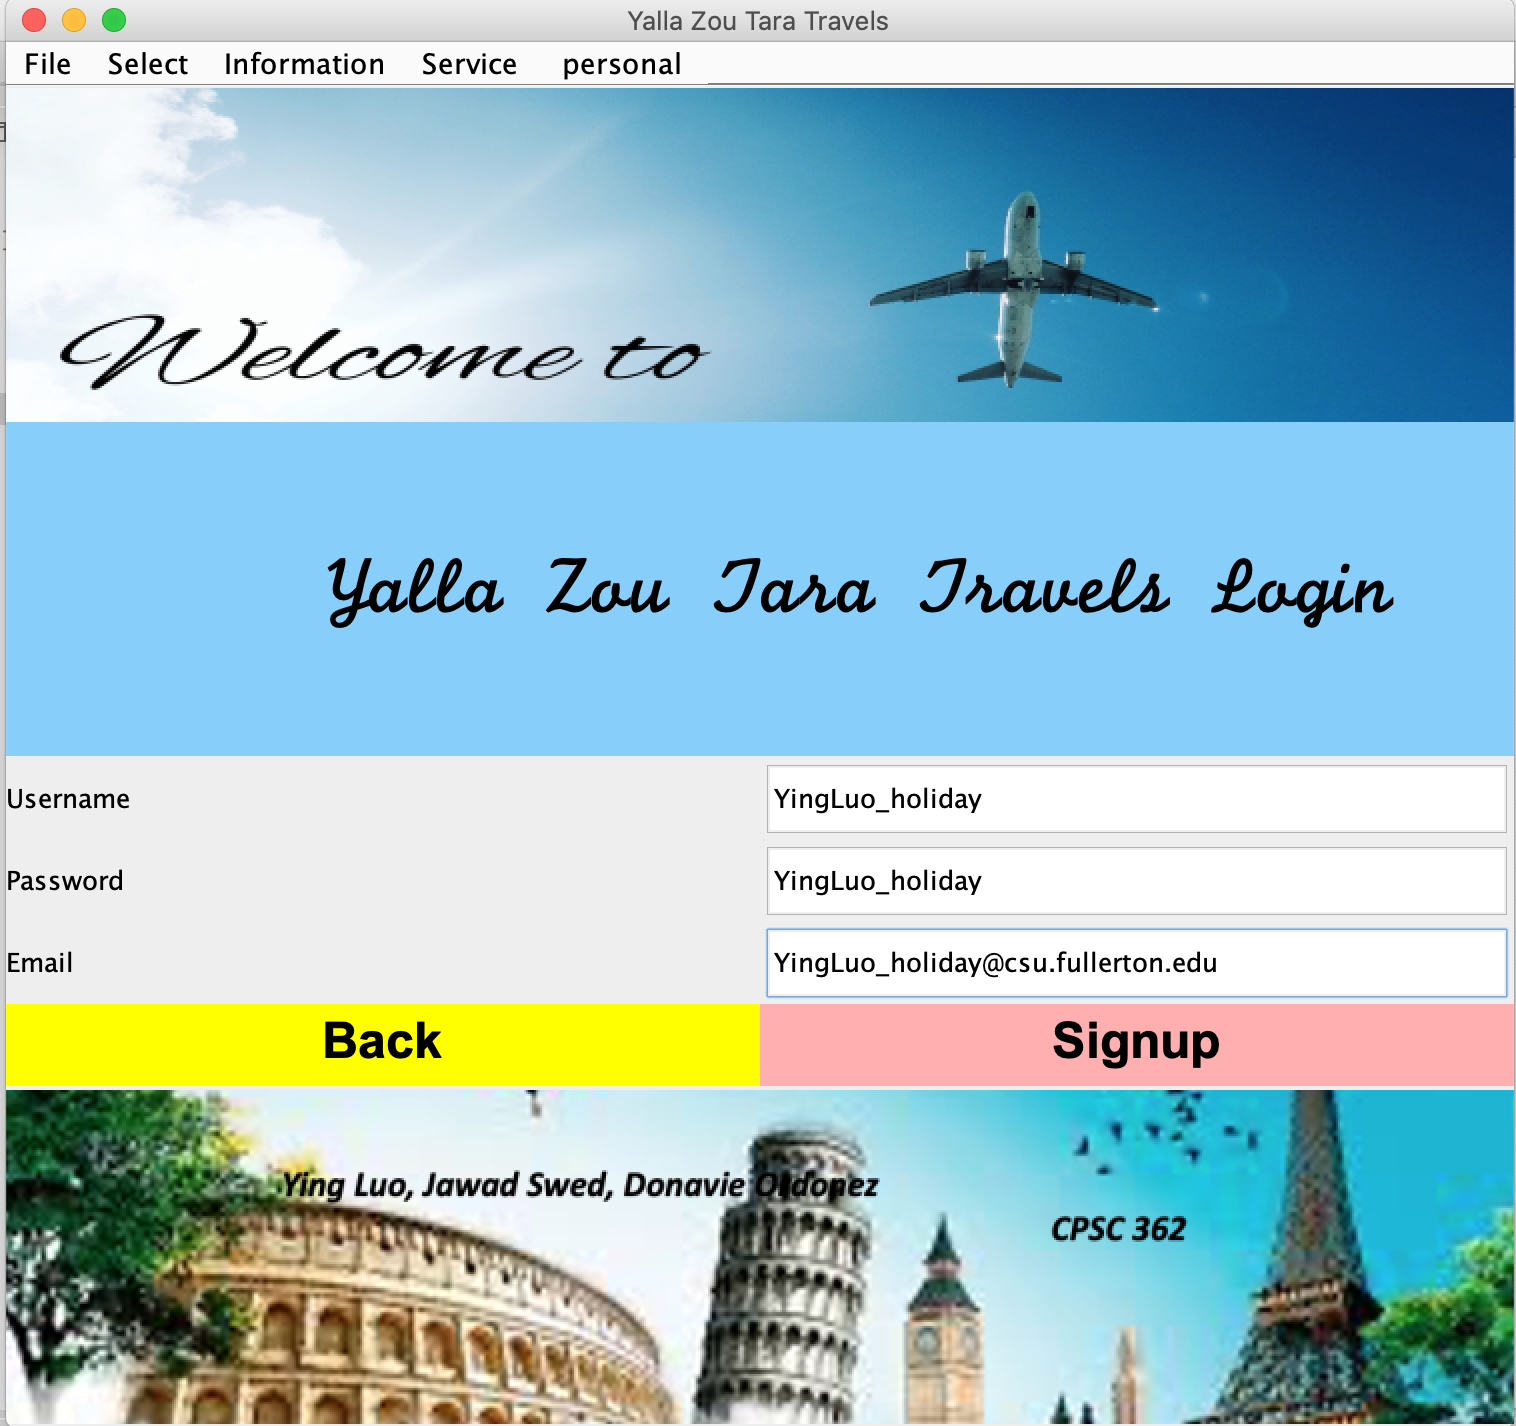 Yalla Zou Tara Travels
File Select Information Service personal
Welcome to
Yalla Zou Tara Travels Login
Username YingLuo_holiday
Password YingLuo_holiday
Email YingLuo_holiday@csu.fullerton.edu
Back Signup
Ying Luo, Jawad Swed, Donavie Ordonez
CPSC 362